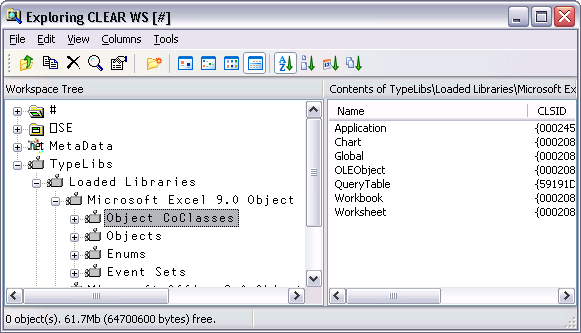 Exploring CLEAR WS [#]
File Edit View Columns Tools
Workspace Tree
Contents of TypeLibs\Loaded Libraries\Microsoft Ex
#
⎕SE
MetaData
TypeLibs
Loaded Libraries
Microsoft Excel 9.0 Object
Object CoClasses
Objects
Enums
Event Sets
Name CLSID
Application {000245
Chart {000208
Global {000208
OLEObject {000208
QueryTable {59191D
Workbook {000208
Worksheet {000208
0 object(s). 61.7Mb (64700600 bytes) free.